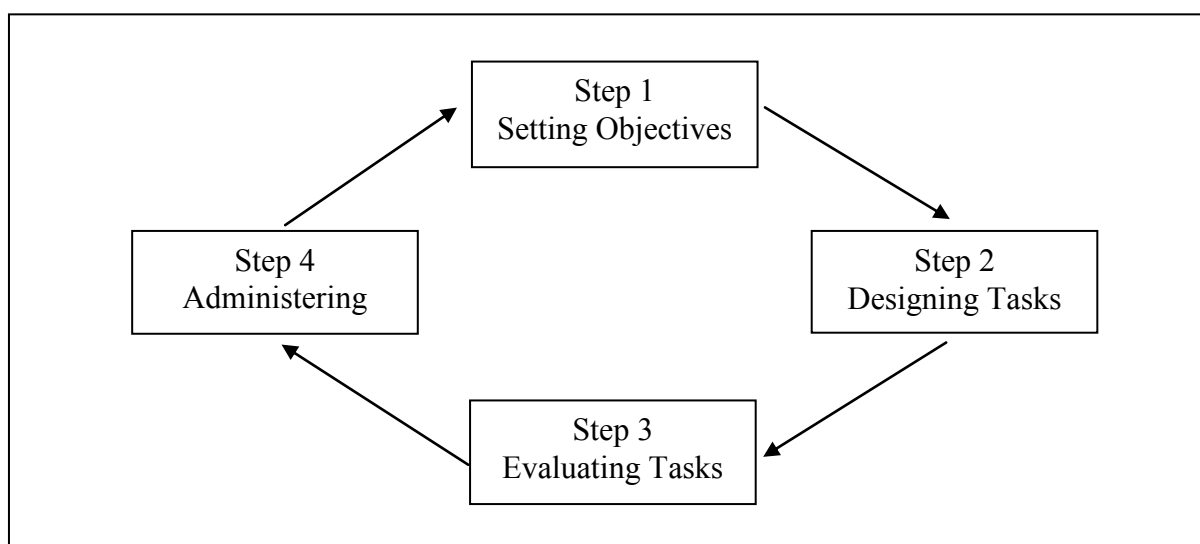 Step 1
Setting Objectives
Step 2
Designing Tasks
Step 3
Evaluating Tasks
Step 4
Administering